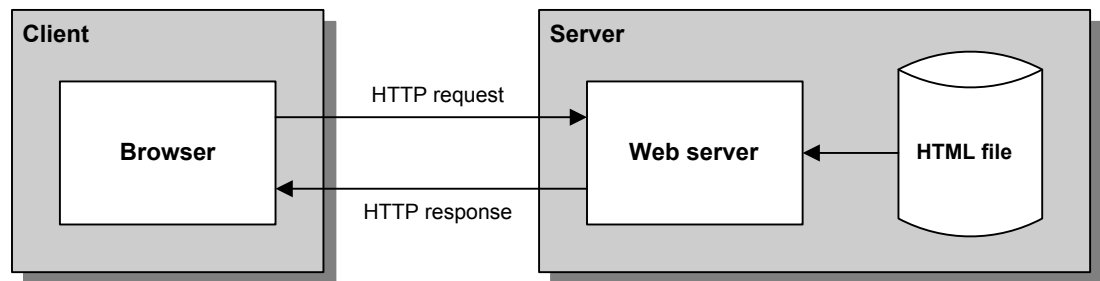 Client
Server
HTTP request
Browser
Web server
HTML file
HTTP response